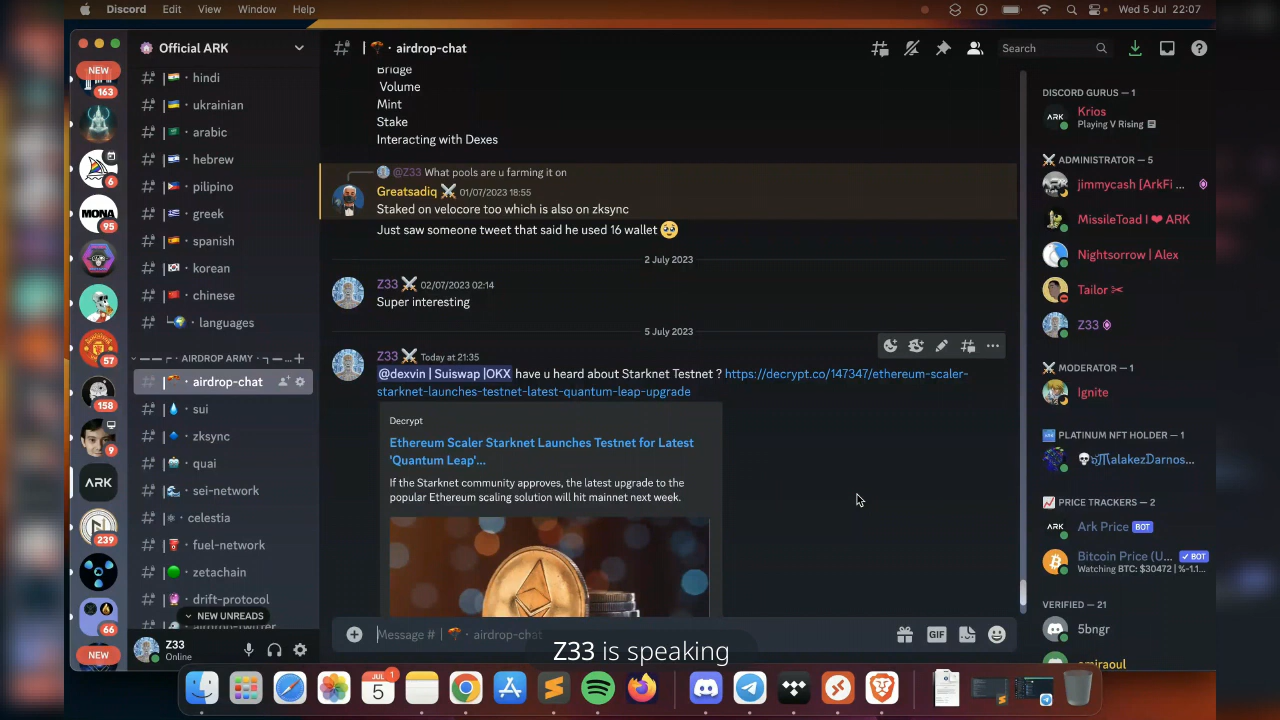 Discord Edit View Window Help
Wed 5 Jul 22:07
NEW
163
6
MONA
95
57
158
9
ARK
239
66
NEW
Official ARK
hindi
ukrainian
arabic
hebrew
pilipino
greek
spanish
korean
chinese
languages
AIRDROP ARMY
airdrop-chat
sui
zksync
quai
sei-network
celestia
fuel-network
zetachain
drift-protocol
NEW UNREADS
Z33
Online
airdrop-chat
Search
Bridge
Volume
Mint
Stake
Interacting with Dexes
@Z33 What pools are u farming it on
Greatsadiq ⚔️ 01/07/2023 18:55
Staked on velocore too which is also on zksync
Just saw someone tweet that said he used 16 wallet 🥺
2 July 2023
Z33 ⚔️ 02/07/2023 02:14
Super interesting
5 July 2023
Z33 ⚔️ Today at 21:35
@dexvin | Suiswap |OKX have u heard about Starknet Testnet ? https://decrypt.co/147347/ethereum-scaler-
starknet-launches-testnet-latest-quantum-leap-upgrade
Decrypt
Ethereum Scaler Starknet Launches Testnet for Latest
'Quantum Leap'...
If the Starknet community approves, the latest upgrade to the
popular Ethereum scaling solution will hit mainnet next week.
Message # | airdrop-chat
GIF
Z33 is speaking
DISCORD GURUS — 1
ARK
Krios
Playing V Rising
ADMINISTRATOR — 5
jimmycash [ArkFi ...
MissileToad I ❤ ARK
Nightsorrow | Alex
Tailor ✂
Z33
MODERATOR — 1
Ignite
PLATINUM NFT HOLDER — 1
💀𝔐alakezDarnos...
PRICE TRACKERS — 2
ARK
Ark Price BOT
Bitcoin Price (U... ✓ BOT
Watching BTC: $30472 | %-1.1...
VERIFIED — 21
5bngr
amiraoul
JUL
5
1